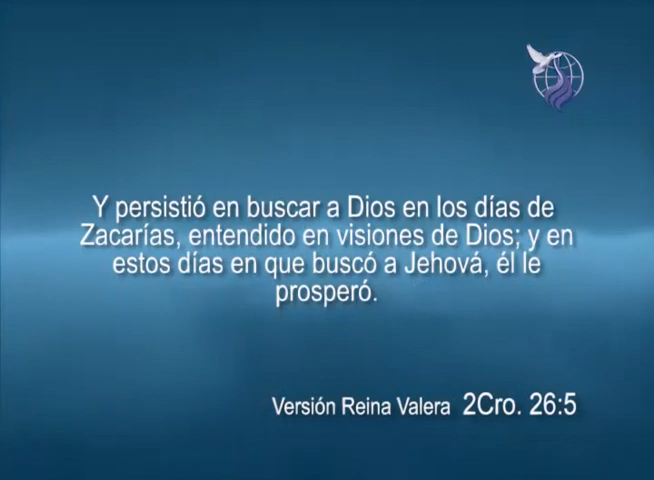 Y persistió en buscar a Dios en los días de
Zacarías, entendido en visiones de Dios; y en
estos días en que buscó a Jehová, él le
prosperó.
Versión Reina Valera 2Cro. 26:5